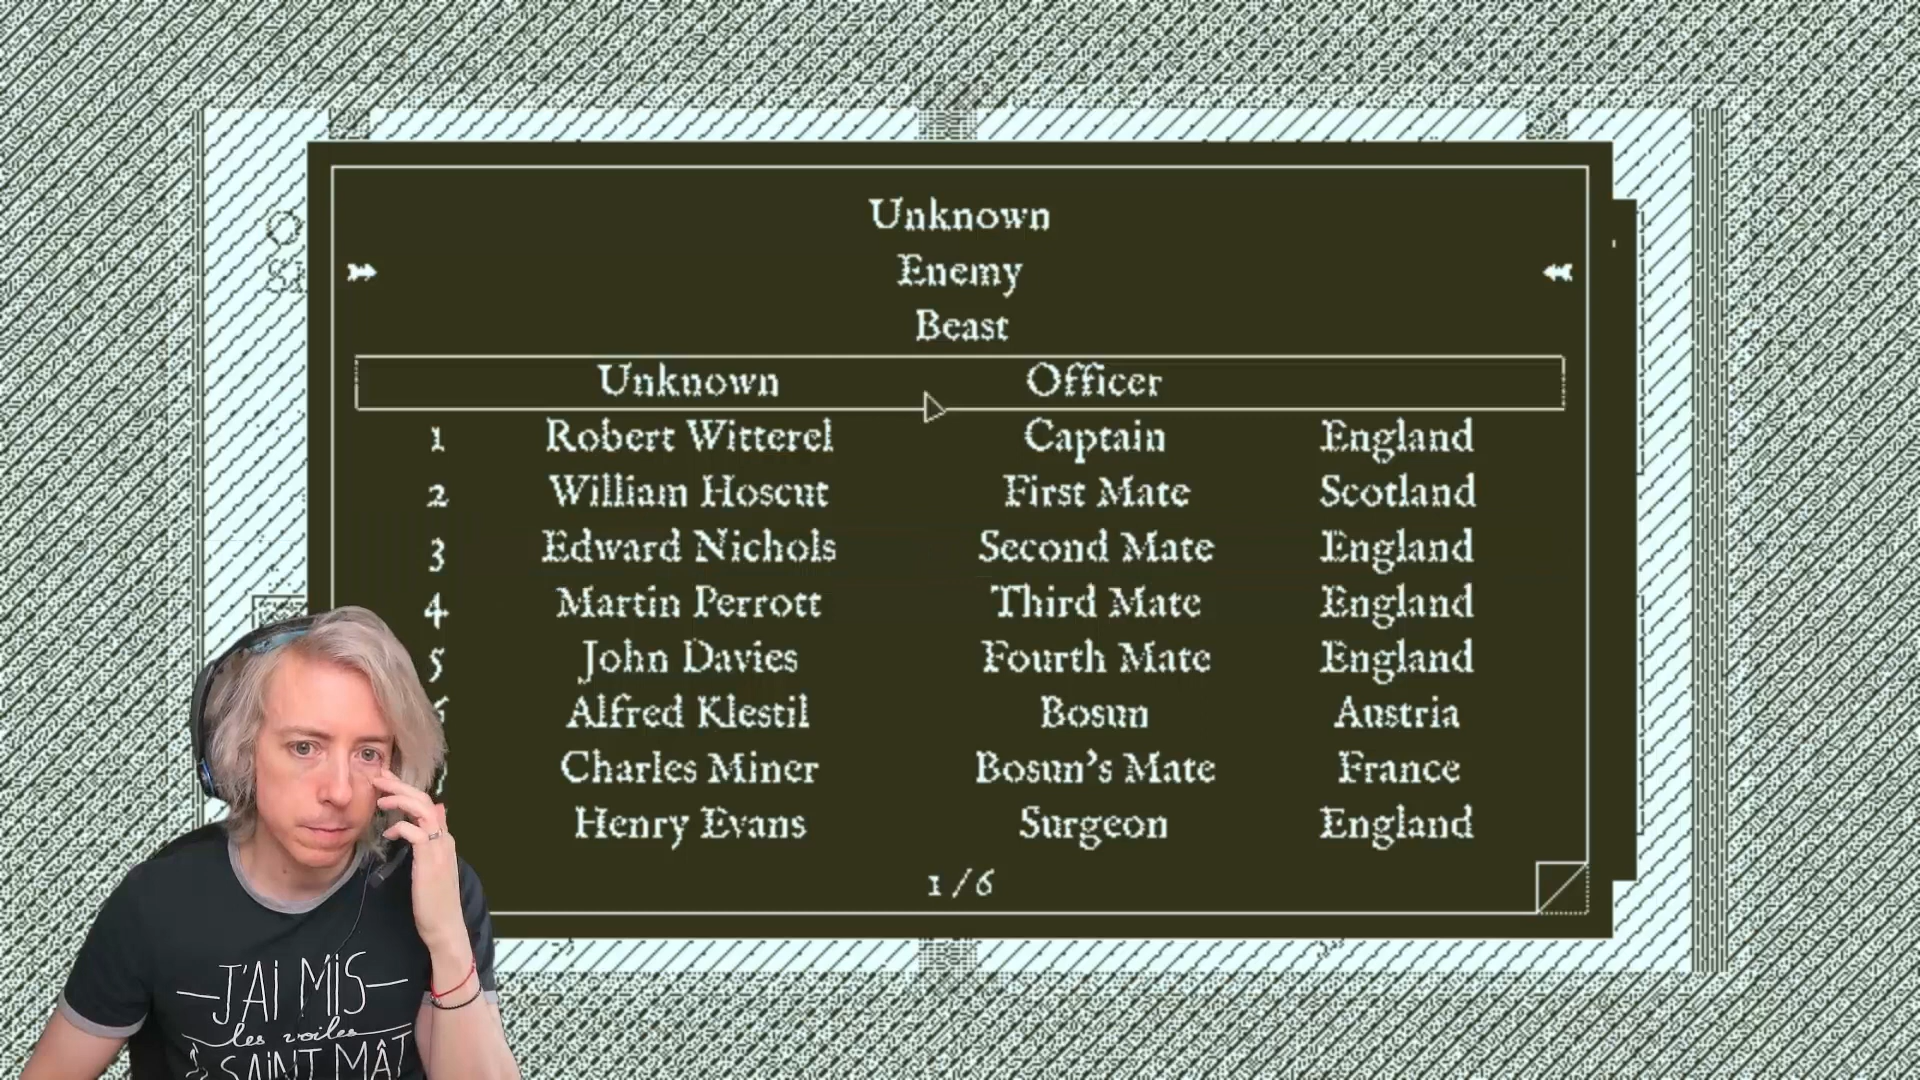 Unknown
Enemy
Beast
Unknown Officer
1 Robert Witterel Captain England
2 William Hoscut First Mate Scotland
3 Edward Nichols Second Mate England
4 Martin Perrott Third Mate England
5 John Davies Fourth Mate England
Alfred Klestil Bosun Austria
Charles Miner Bosun's Mate France
Henry Evans Surgeon England
1/6
J'AI MIS
les voiles
À SAINT MÂT